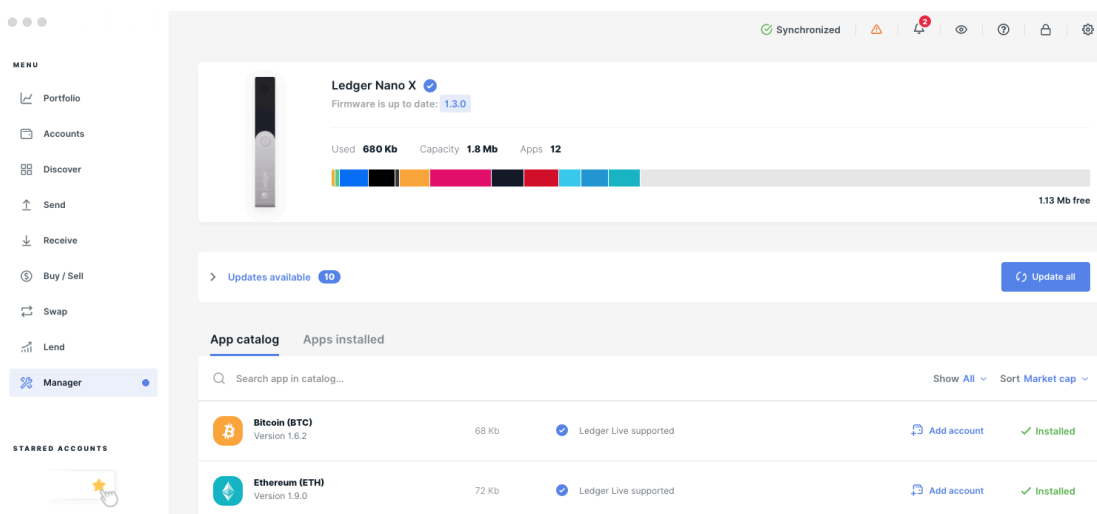 Synchronized
2
MENU
Portfolio
Accounts
Discover
Send
Receive
Buy / Sell
Swap
Lend
Manager
STARRED ACCOUNTS
Ledger Nano X
Firmware is up to date: 1.3.0
Used 680 Kb Capacity 1.8 Mb Apps 12
1.13 Mb free
Updates available 10 Update all
App catalog Apps installed
Search app in catalog... Show All Sort Market cap
Bitcoin (BTC)
Version 1.6.2
68 Kb Ledger Live supported Add account Installed
Ethereum (ETH)
Version 1.9.0
72 Kb Ledger Live supported Add account Installed